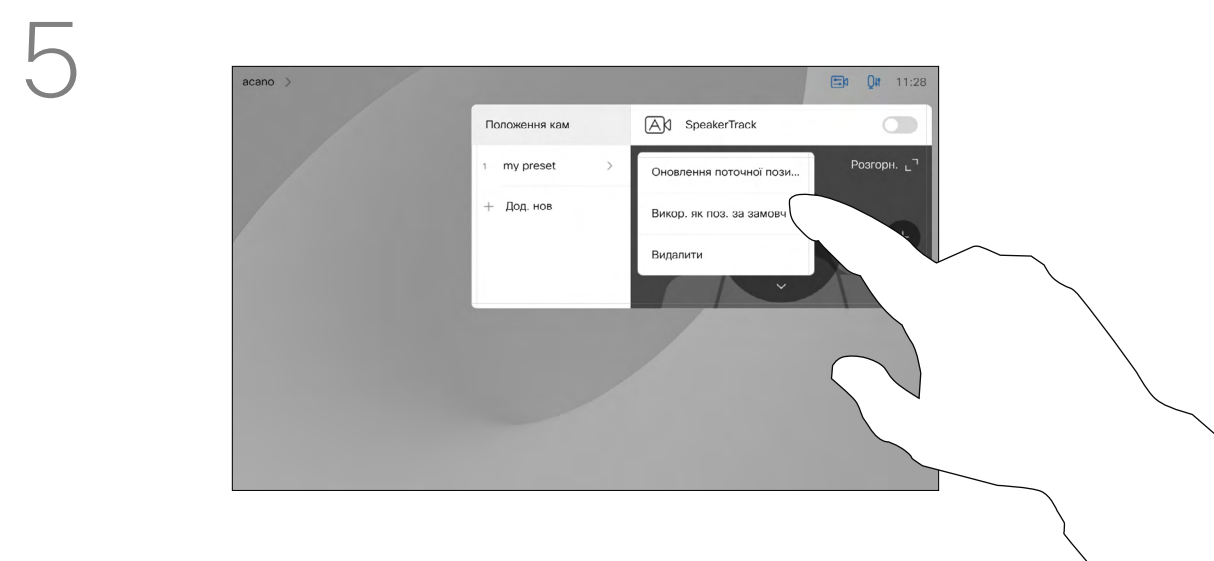 5
acano
11:28
Положення кам
SpeakerTrack
1 my preset
Дод. нов
Оновлення поточної пози...
Викор. як поз. за замовч
Видалити
Розгорн.